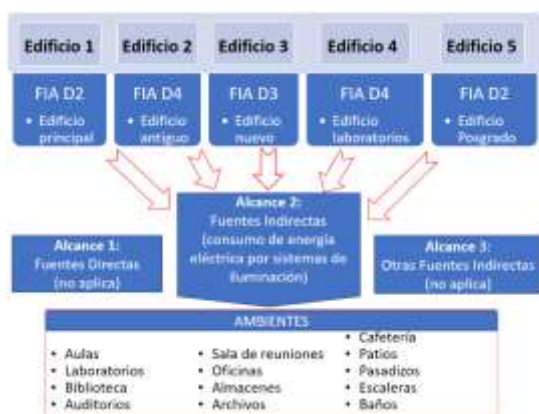 Edificio 1
Edificio 2
Edificio 3
Edificio 4
Edificio 5
FIA D2
• Edificio
principal
FIA D4
• Edificio
antiguo
FIA D3
• Edificio
nuevo
FIA D4
• Edificio
laboratorios
FIA D2
• Edificio
Posgrado
Alcance 2:
Fuentes Indirectas
(consumo de energía
eléctrica por sistemas de
iluminación)
Alcance 1:
Fuentes Directas
(no aplica)
Alcance 3:
Otras Fuentes Indirectas
(no aplica)
AMBIENTES
• Aulas
• Laboratorios
• Biblioteca
• Auditorios
• Sala de reuniones
• Oficinas
• Almacenes
• Archivos
• Cafetería
• Patios
• Pasadizos
• Escaleras
• Baños